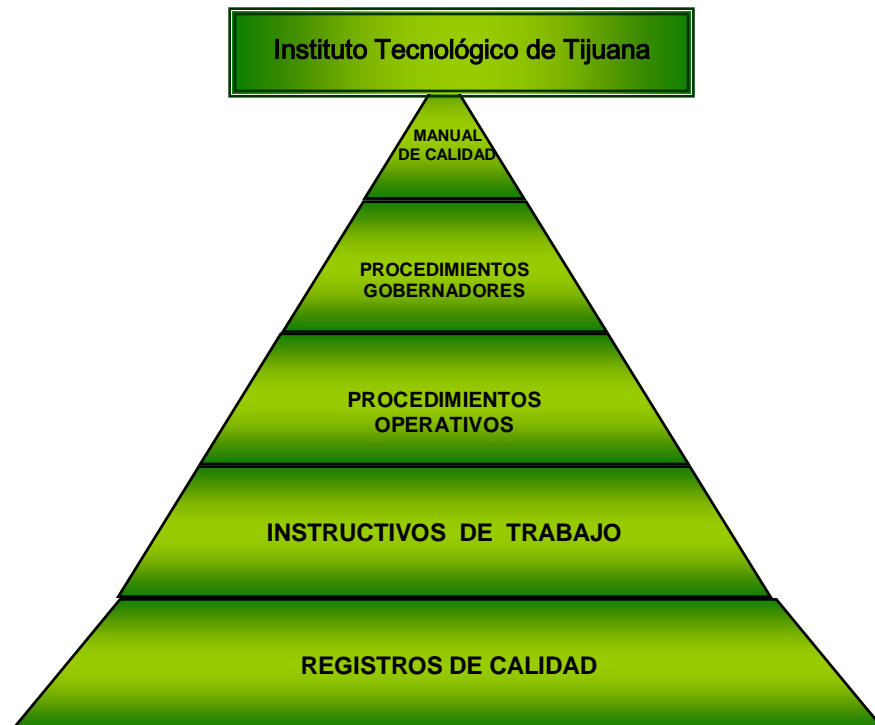 Instituto Tecnológico de Tijuana
MANUAL
DE CALIDAD
PROCEDIMIENTOS
GOBERNADORES
PROCEDIMIENTOS
OPERATIVOS
INSTRUCTIVOS DE TRABAJO
REGISTROS DE CALIDAD